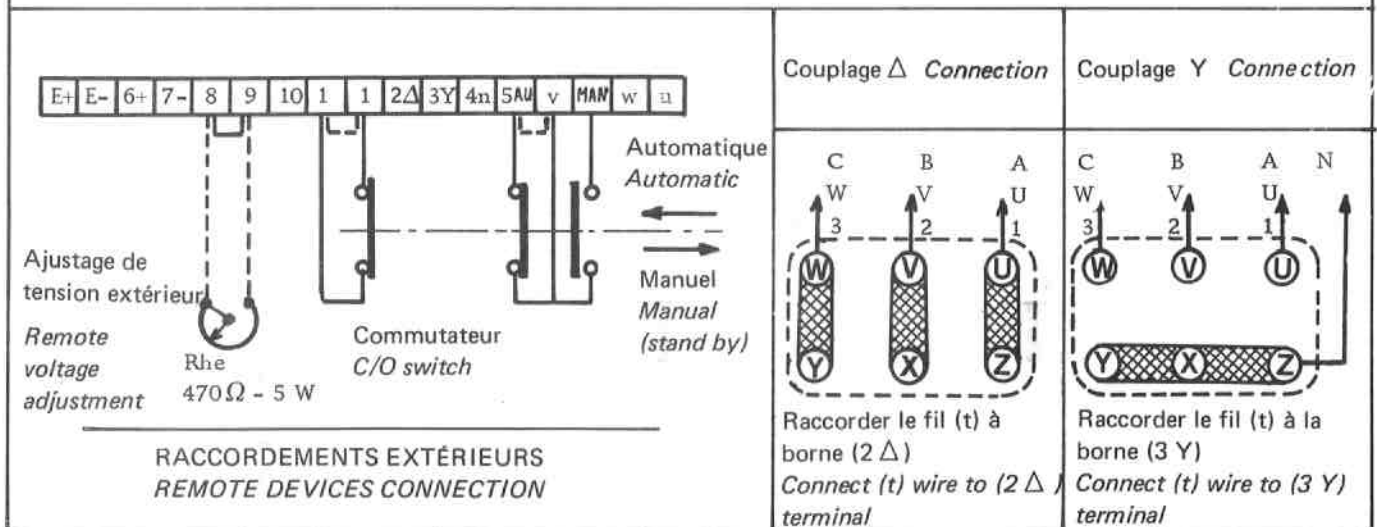 E+ E- 6+ 7- 8 9 10 1 1 2Δ 3Y 4n 5AU v MAN w u
Automatique
Automatic
Manuel
Manual
(stand by)
Ajustage de
tension extérieur
Remote
voltage
adjustment
Rhé
470Ω - 5 W
Commutateur
C/O switch
RACCORDEMENTS EXTÉRIEURS
REMOTE DEVICES CONNECTION
Couplage Δ Connection
C B A
W V U
3 2 1
W V U
Y X Z
Raccorder le fil (t) à
borne (2 Δ)
Connect (t) wire to (2 Δ )
terminal
Couplage Y Connection
C B A N
W V U
3 2 1
W V U
Y X Z
Raccorder le fil (t) à la
borne (3 Y)
Connect (t) wire to (3 Y)
terminal